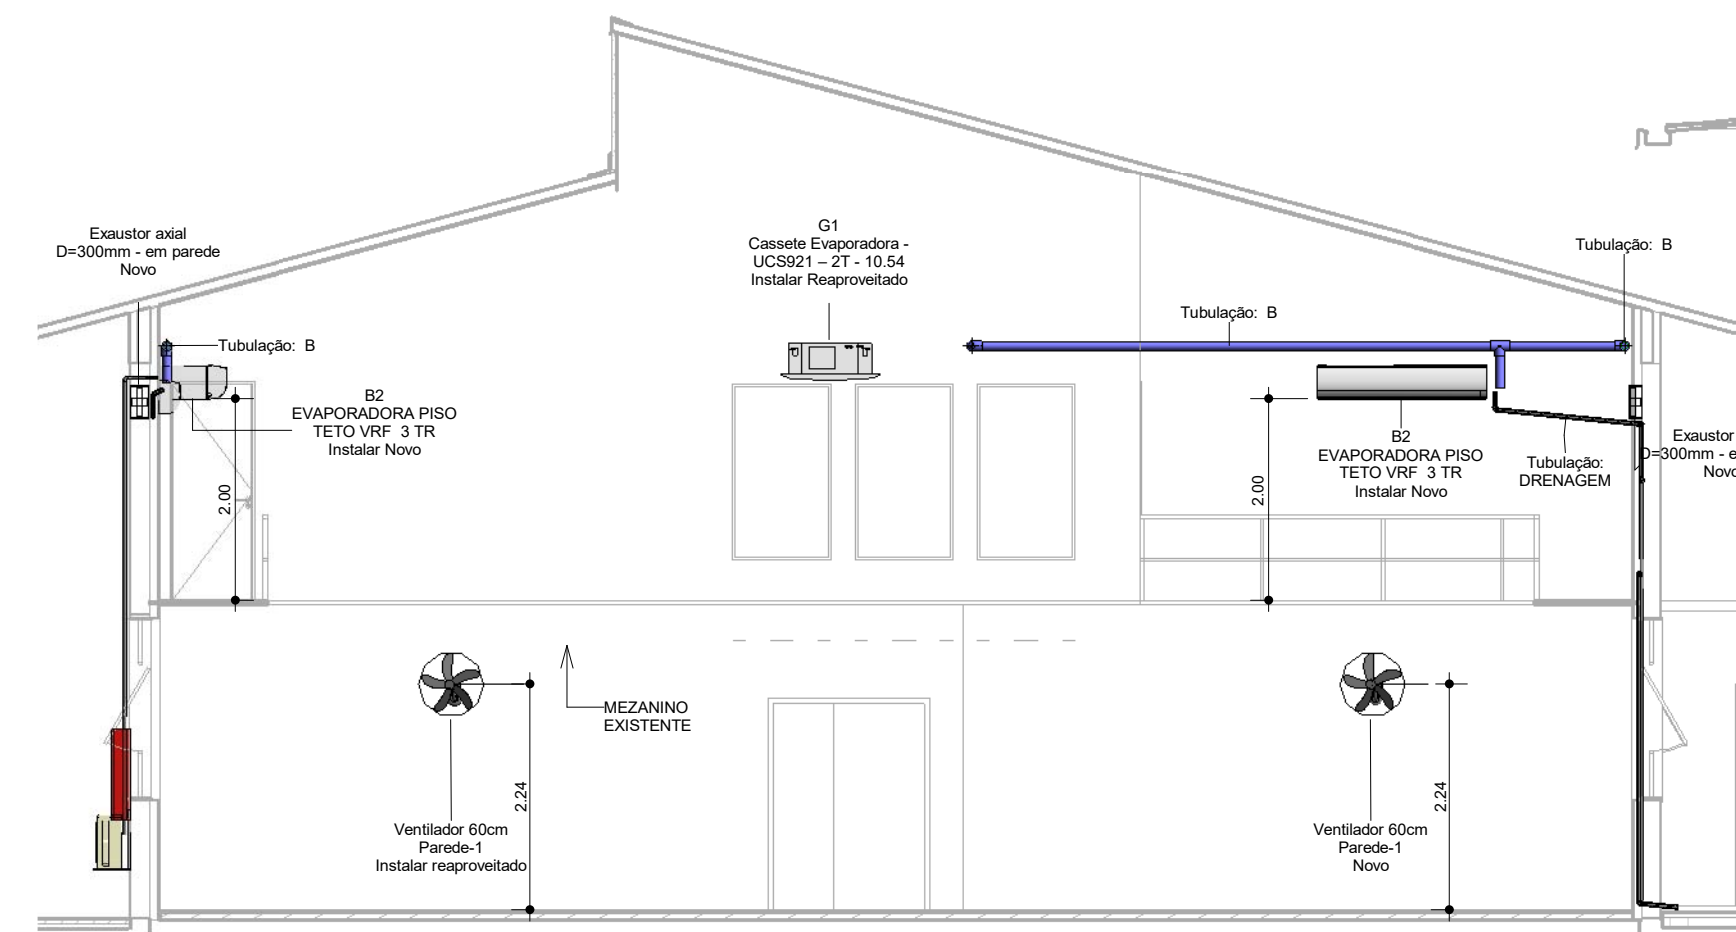 G1
Cassete Evaporadora -
UCS921 – 2T - 10.54
Instalar Reaproveitado
Exaustor axial
D=300mm - em parede
Novo
Tubulação:  B
Tubulação:  B
Tubulação:  B
B2
EVAPORADORA PISO
TETO VRF  3 TR
Instalar Novo
B2
EVAPORADORA PISO
TETO VRF  3 TR
Instalar Novo
Tubulação:
DRENAGEM
Exaustor
D=300mm - e
Novo
2.00
2.00
MEZANINO
EXISTENTE
2.24
2.24
Ventilador 60cm
Parede-1
Instalar reaproveitado
Ventilador 60cm
Parede-1
Novo